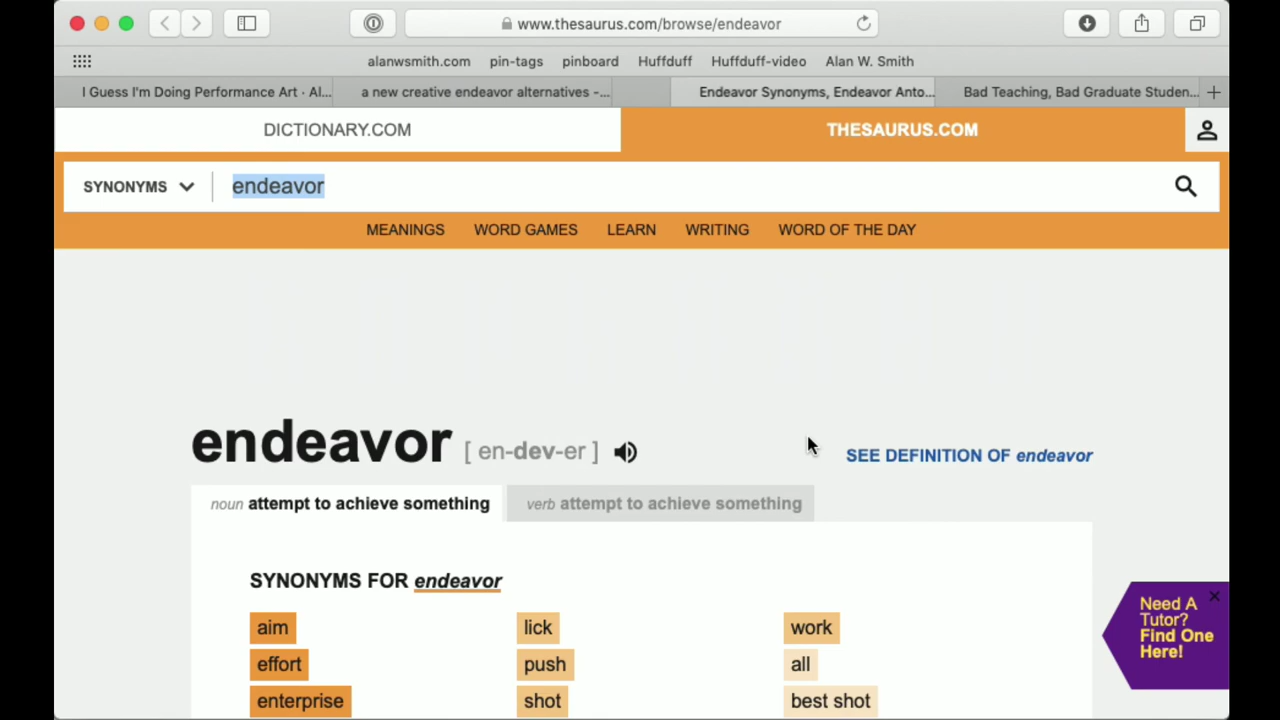 www.thesaurus.com/browse/endeavor
alanwsmith.com pin-tags pinboard Huffduff Huffduff-video Alan W. Smith
I Guess I'm Doing Performance Art · Al... a new creative endeavor alternatives -... Endeavor Synonyms, Endeavor Anto... Bad Teaching, Bad Graduate Studen...
DICTIONARY.COM THESAURUS.COM
SYNONYMS endeavor
MEANINGS WORD GAMES LEARN WRITING WORD OF THE DAY
endeavor [ en-dev-er ] SEE DEFINITION OF endeavor
noun attempt to achieve something verb attempt to achieve something
SYNONYMS FOR endeavor
aim lick work
effort push all
enterprise shot best shot
Need A
Tutor?
Find One
Here!